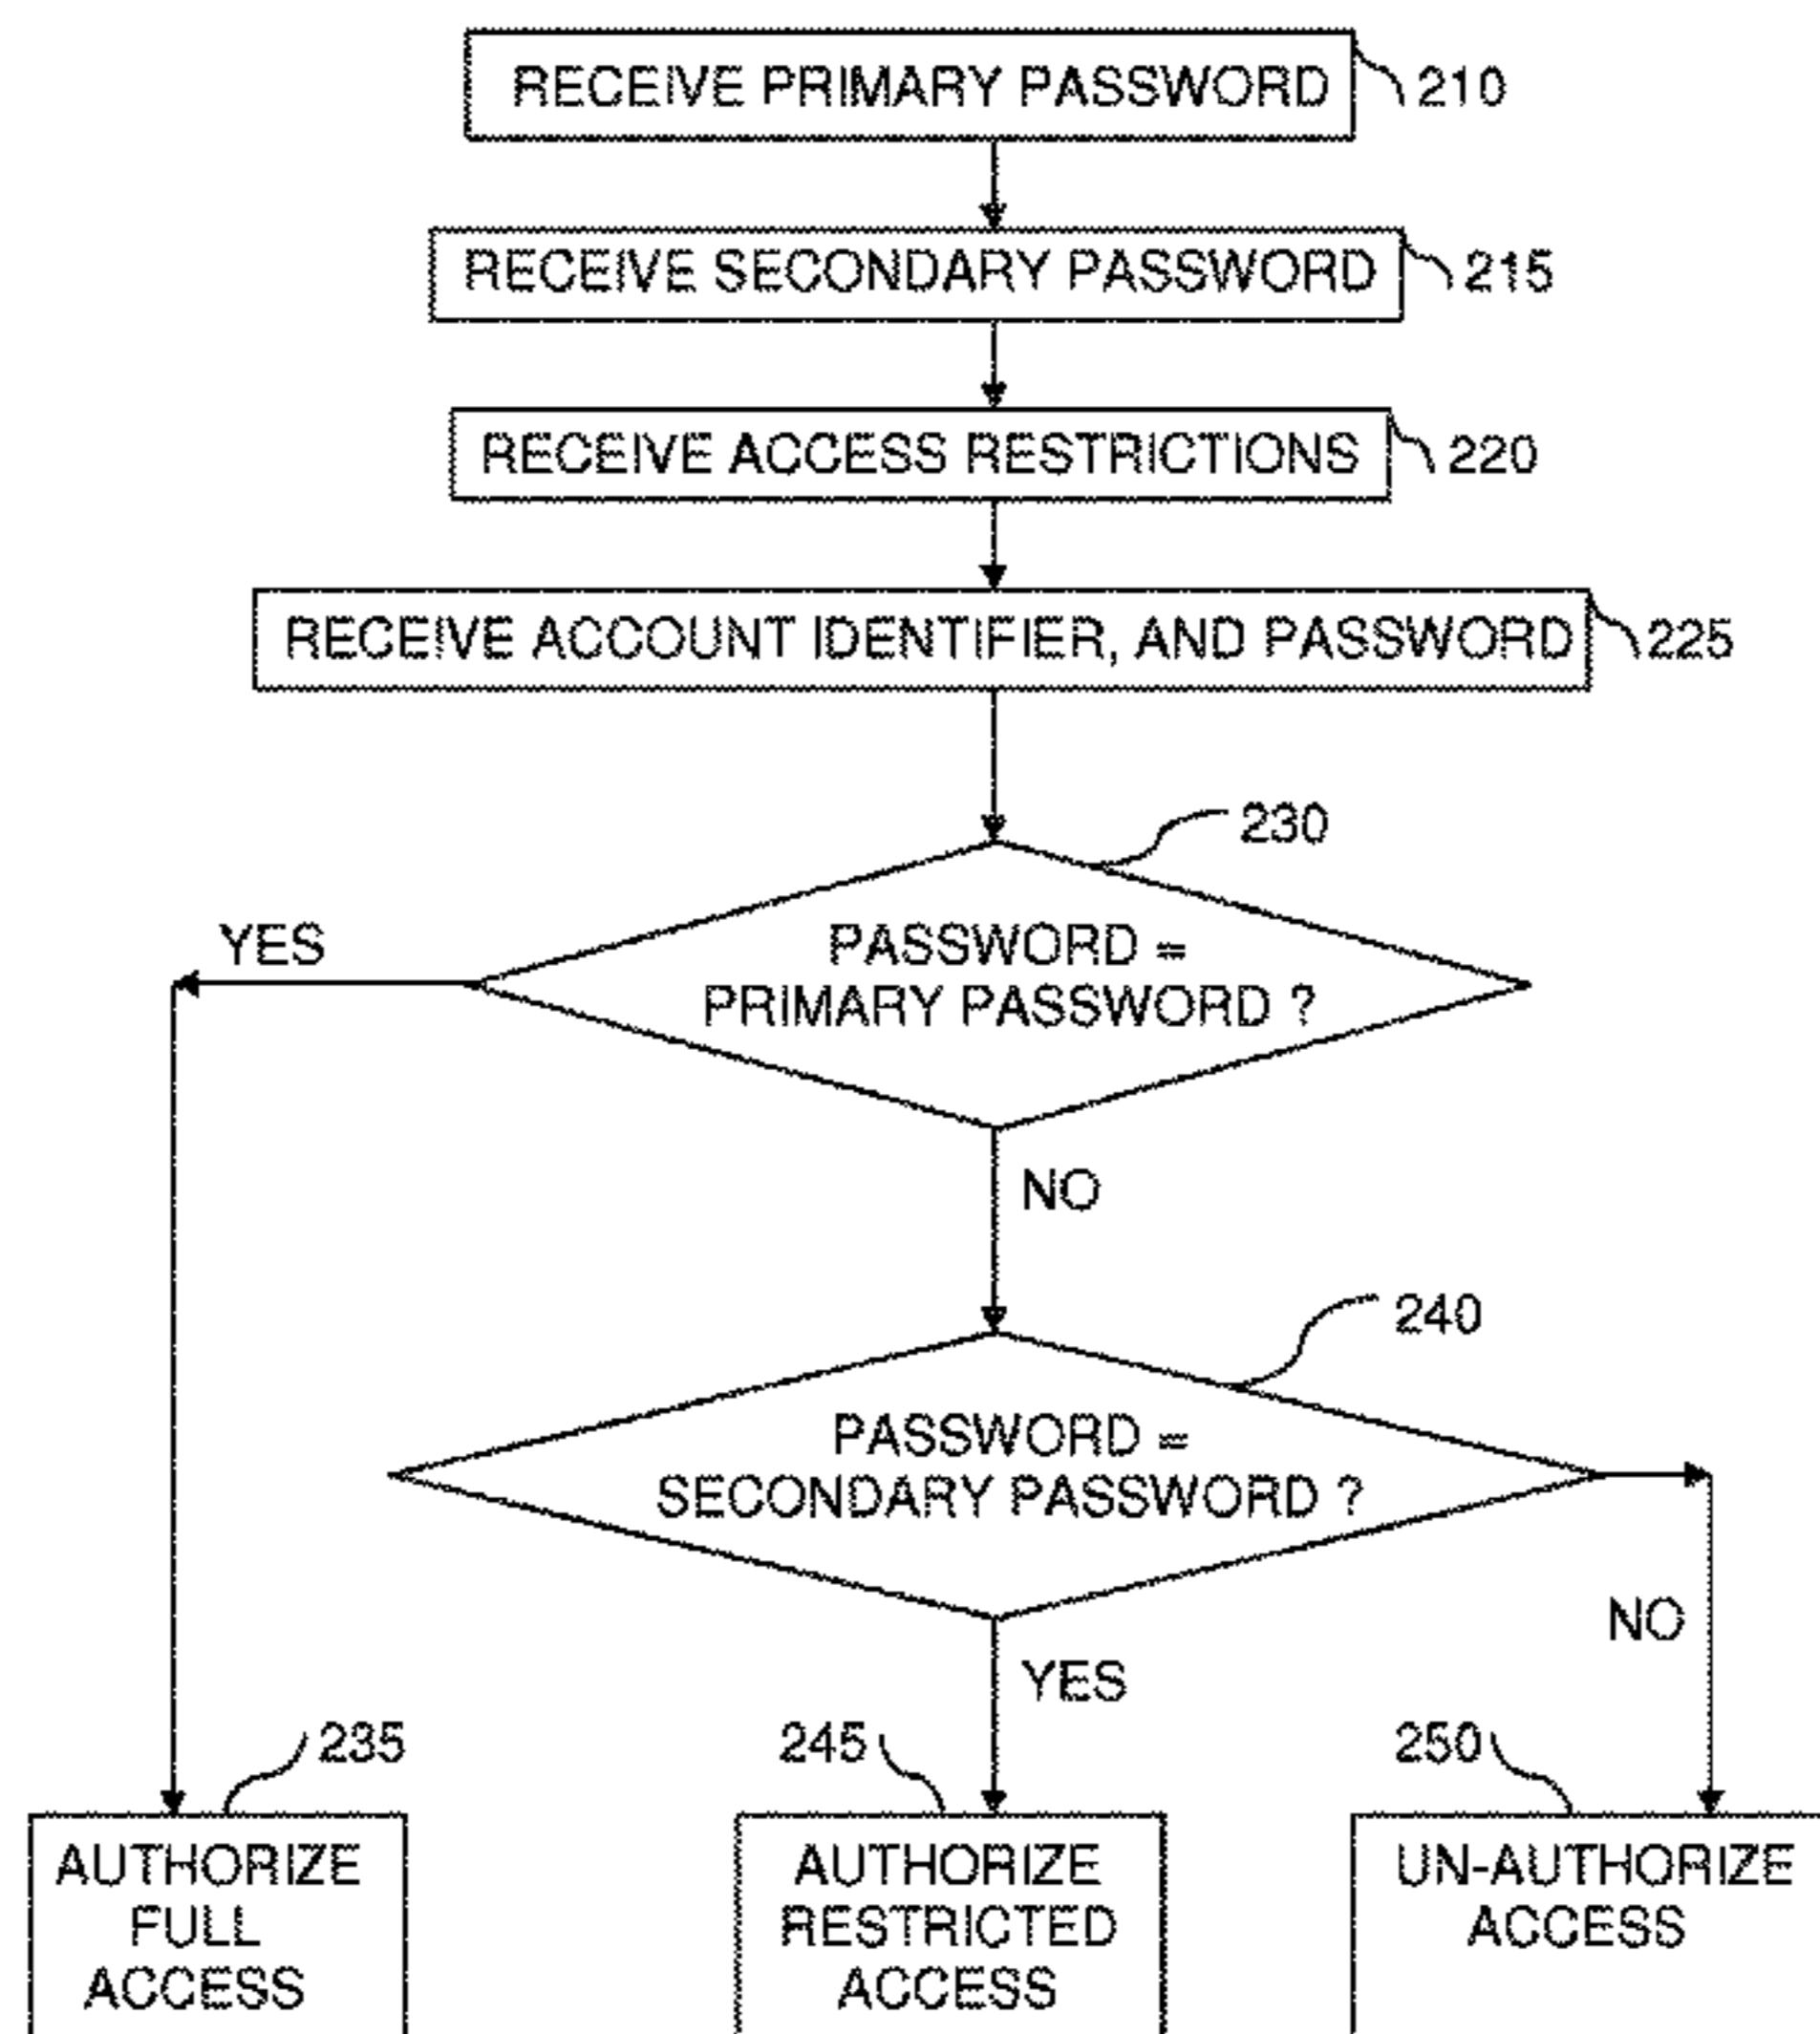 RECEIVE PRIMARY PASSWORD 210
RECEIVE SECONDARY PASSWORD 215
RECEIVE ACCESS RESTRICTIONS 220
RECEIVE ACCOUNT IDENTIFIER, AND PASSWORD 225
230
YES
PASSWORD =
PRIMARY PASSWORD ?
NO
240
PASSWORD =
SECONDARY PASSWORD ?
NO
YES
235
245
250
AUTHORIZE
FULL
ACCESS
AUTHORIZE
RESTRICTED
ACCESS
UN-AUTHORIZE
ACCESS